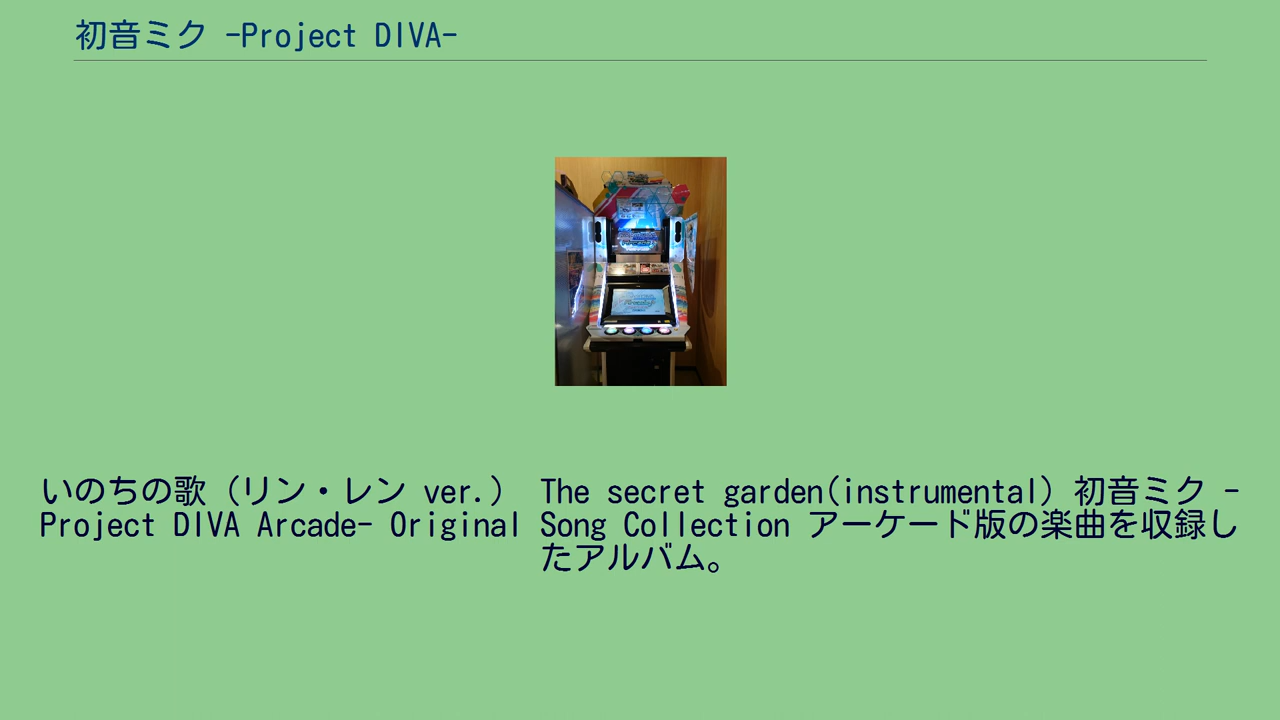 初音ミク -Project DIVA-
いのちの歌（リン・レン ver.） The secret garden(instrumental) 初音ミク -
Project DIVA Arcade- Original Song Collection アーケード版の楽曲を収録し
たアルバム。